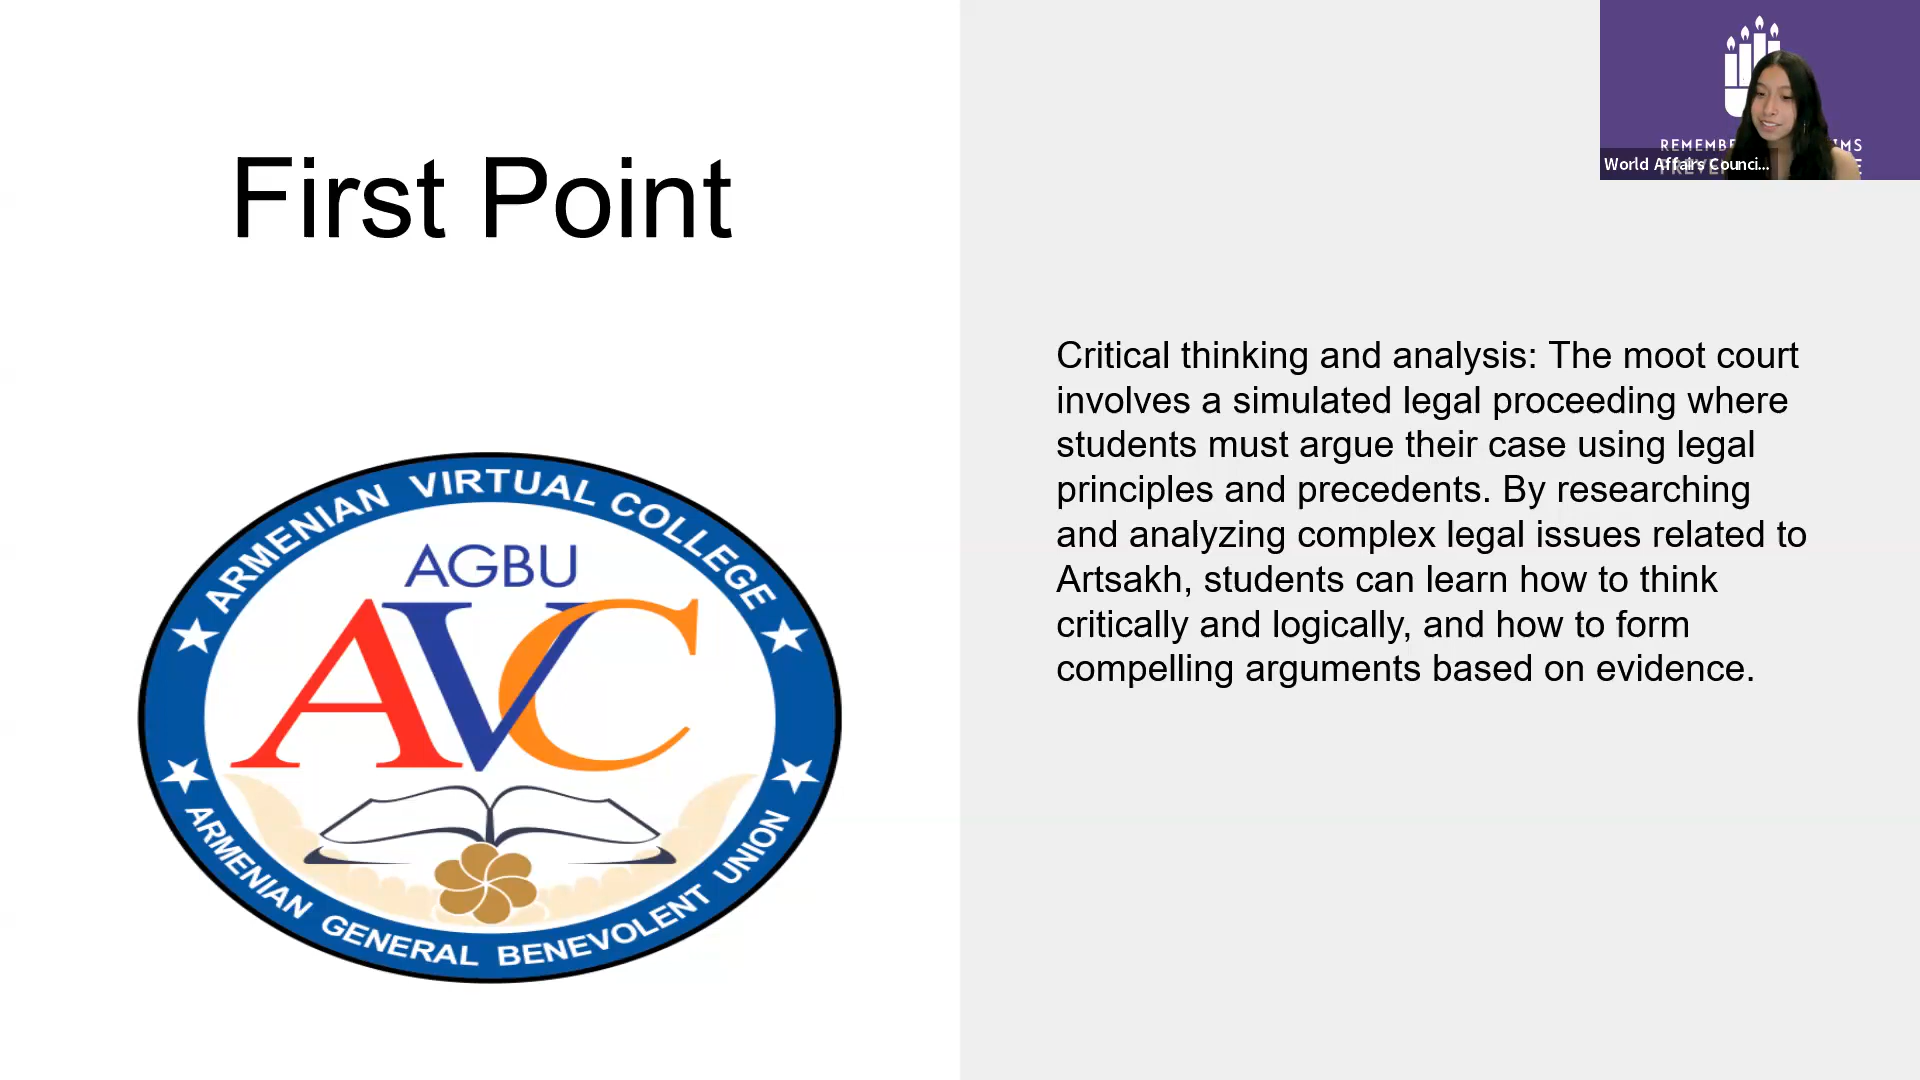 First Point
ARMENIAN VIRTUAL COLLEGE
AGBU
AVC
ARMENIAN GENERAL BENEVOLENT UNION
Critical thinking and analysis: The moot court
involves a simulated legal proceeding where
students must argue their case using legal
principles and precedents. By researching
and analyzing complex legal issues related to
Artsakh, students can learn how to think
critically and logically, and how to form
compelling arguments based on evidence.
World Affairs Counci...